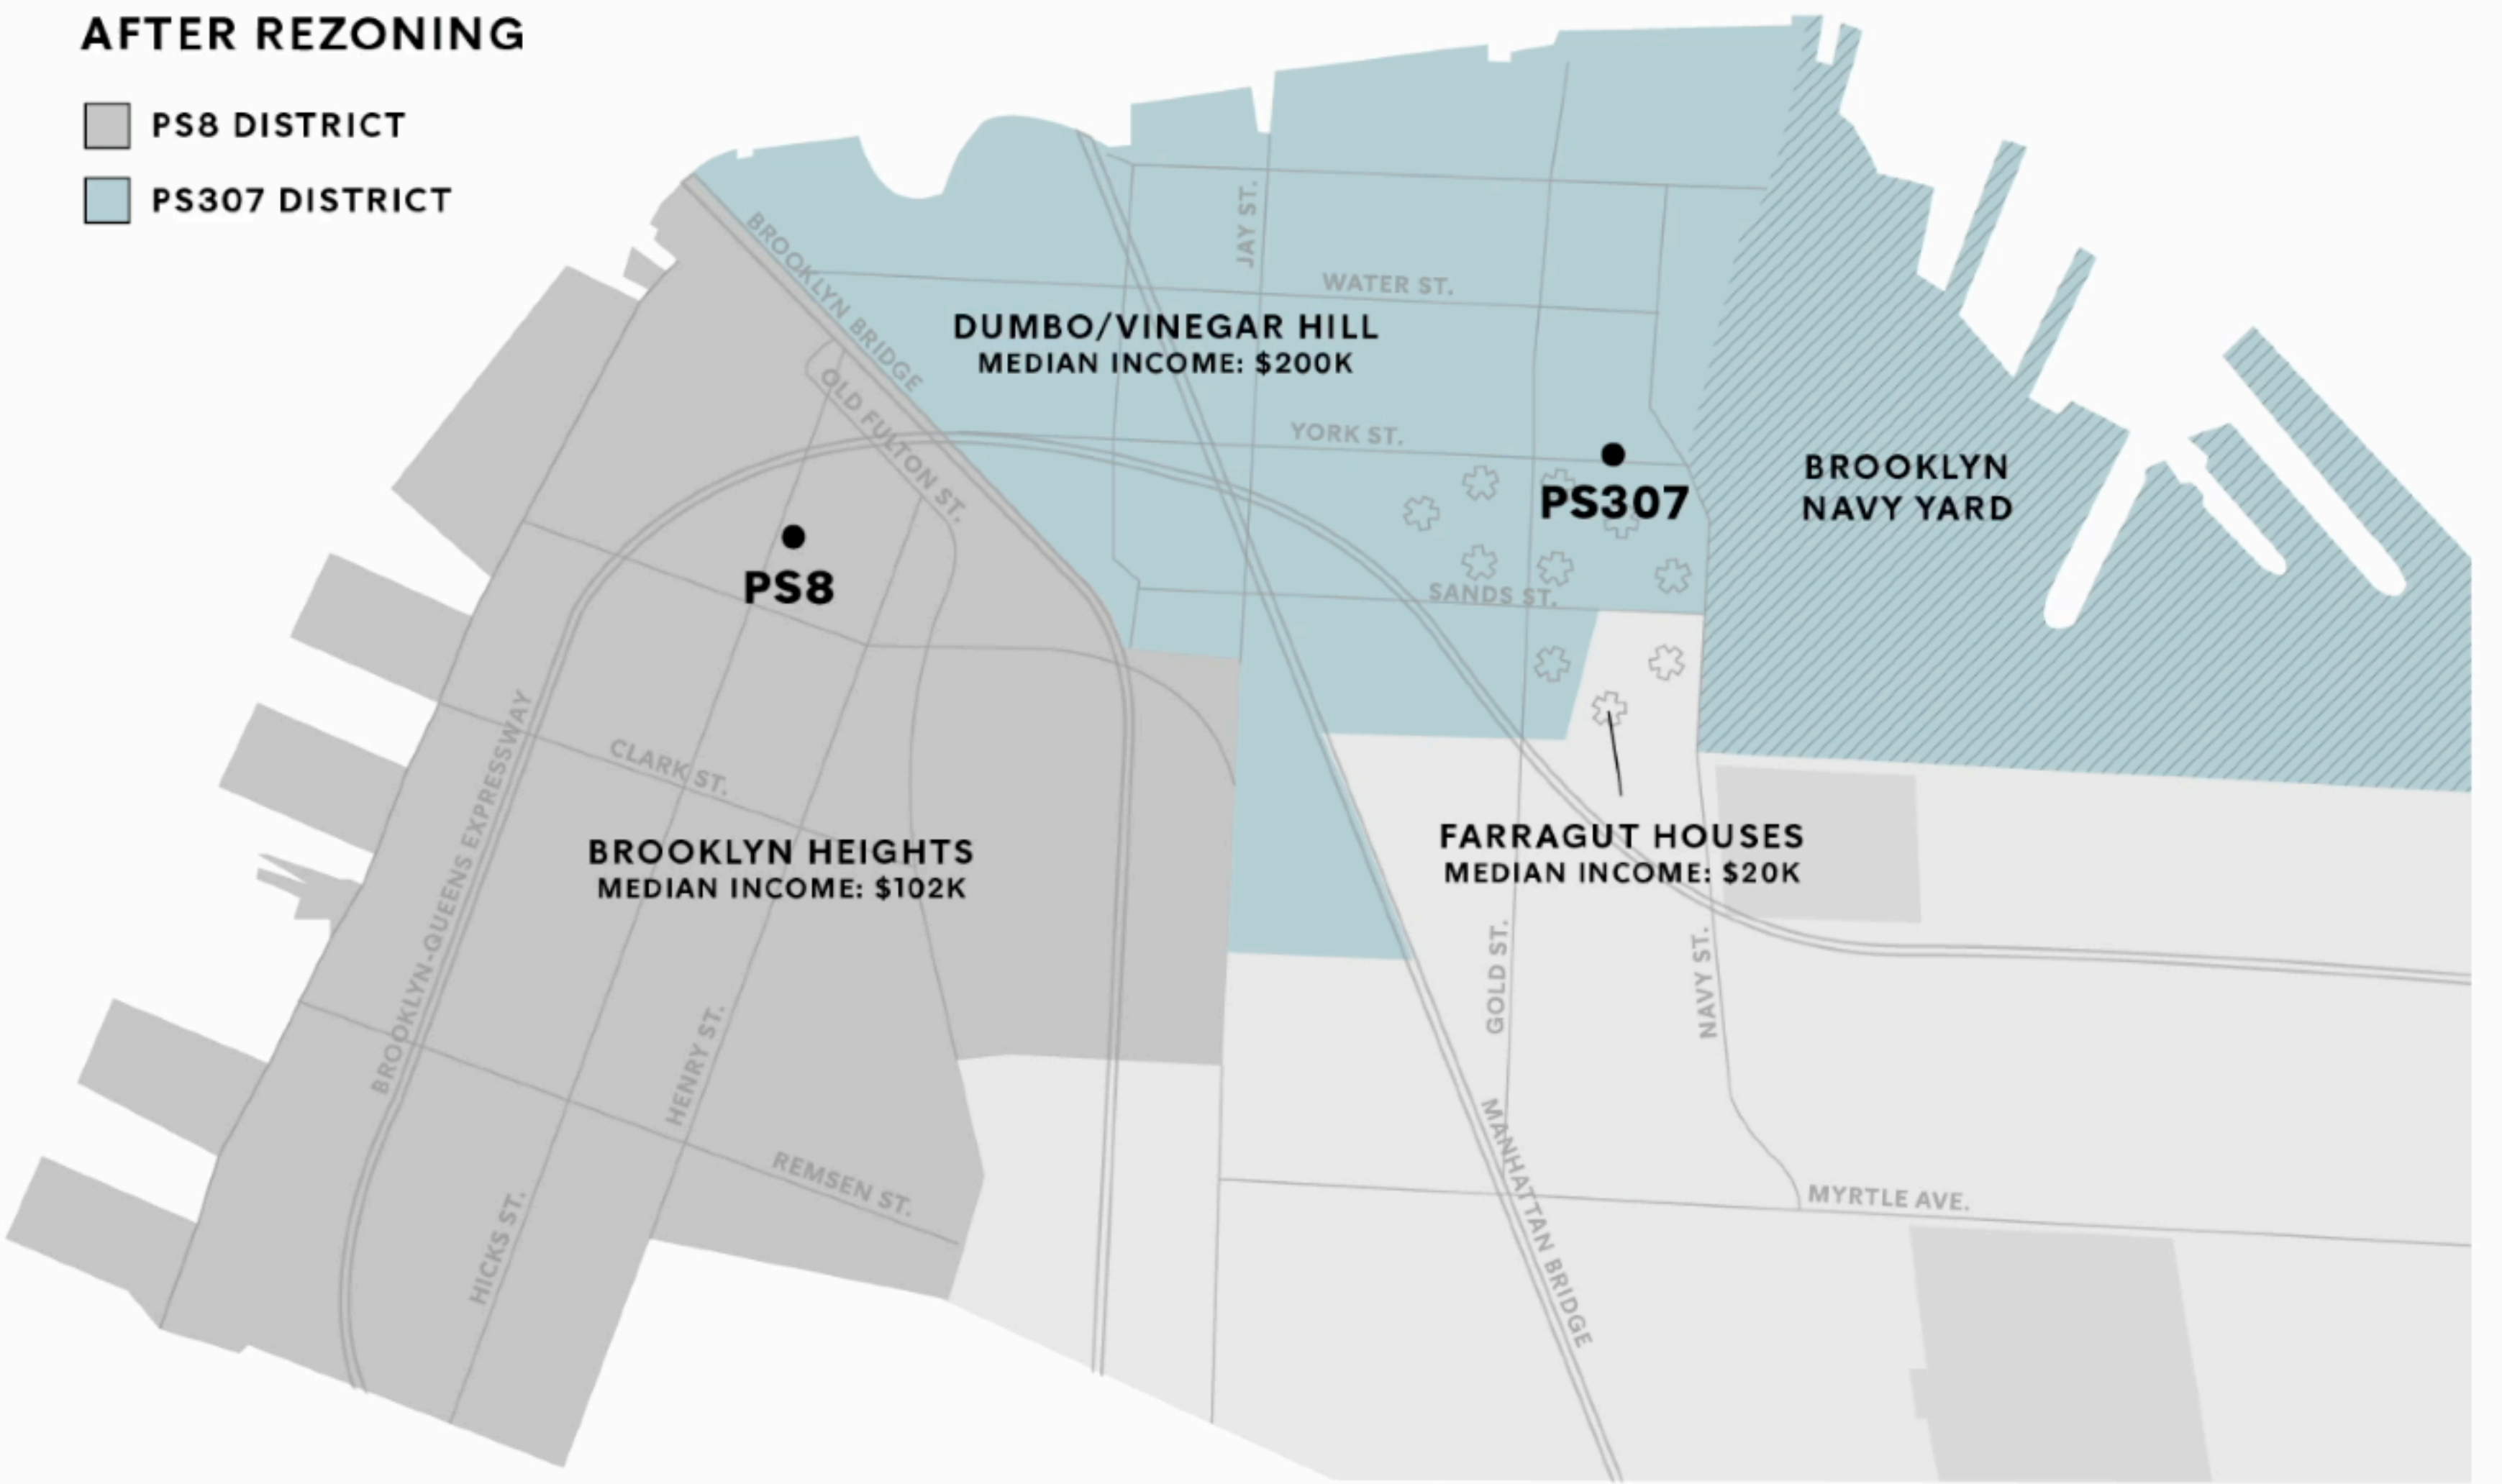 AFTER REZONING
PS8 DISTRICT
PS307 DISTRICT
BROOKLYN BRIDGE
JAY ST.
WATER ST.
DUMBO/VINEGAR HILL
MEDIAN INCOME: $200K
OLD FULTON ST.
YORK ST.
PS307
BROOKLYN
NAVY YARD
PS8
SANDS ST.
CLARK ST.
BROOKLYN HEIGHTS
MEDIAN INCOME: $102K
FARRAGUT HOUSES
MEDIAN INCOME: $20K
BROOKLYN-QUEENS EXPRESSWAY
GOLD ST.
NAVY ST.
HENRY ST.
REMSEN ST.
HICKS ST.
MANHATTAN BRIDGE
MYRTLE AVE.